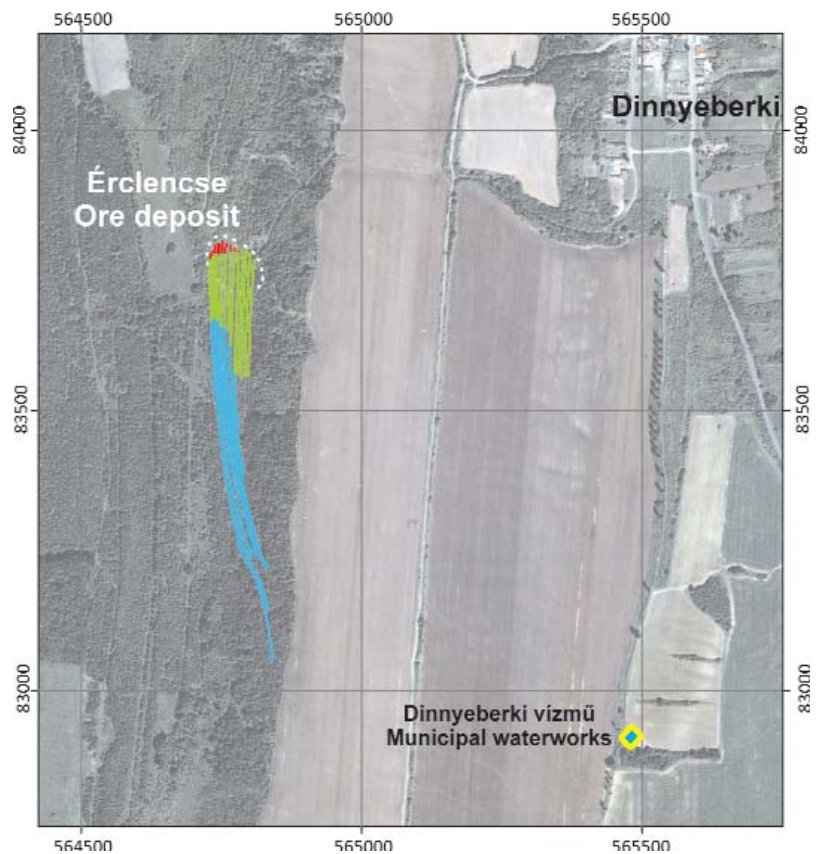 564500 565000 565500
84000 84000
Dinnyeberki
Érclencse
Ore deposit
83500 83500
83000 83000
Dinnyeberki vízmű
Municipal waterworks
564500 565000 565500